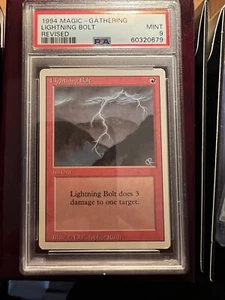 1994 MAGIC-GATHERING
LIGHTNING BOLT
REVISED
MINT
9
PSA
60320679
Lightning Bolt
Lightning Bolt does 3
damage to one target.